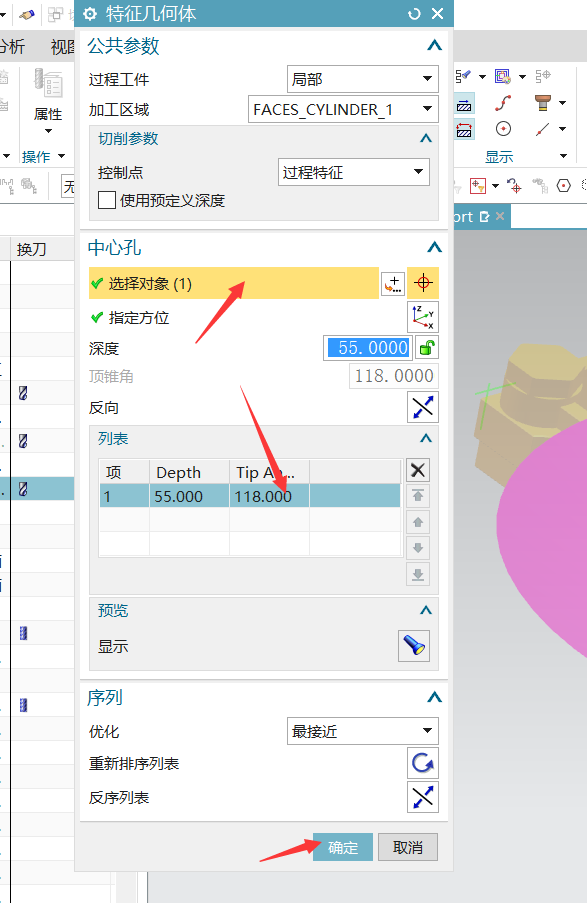 特征几何体
分析
视图
公共参数
过程工件
局部
加工区域
FACES_CYLINDER_1
属性
切削参数
操作
显示
控制点
过程特征
使用预定义深度
无
ort
换刀
中心孔
选择对象 (1)
指定方位
深度
55.0000
顶锥角
118.0000
反向
列表
项
Depth
Tip An...
1
55.000
118.000
预览
显示
序列
优化
最接近
重新排序列表
反序列表
确定
取消